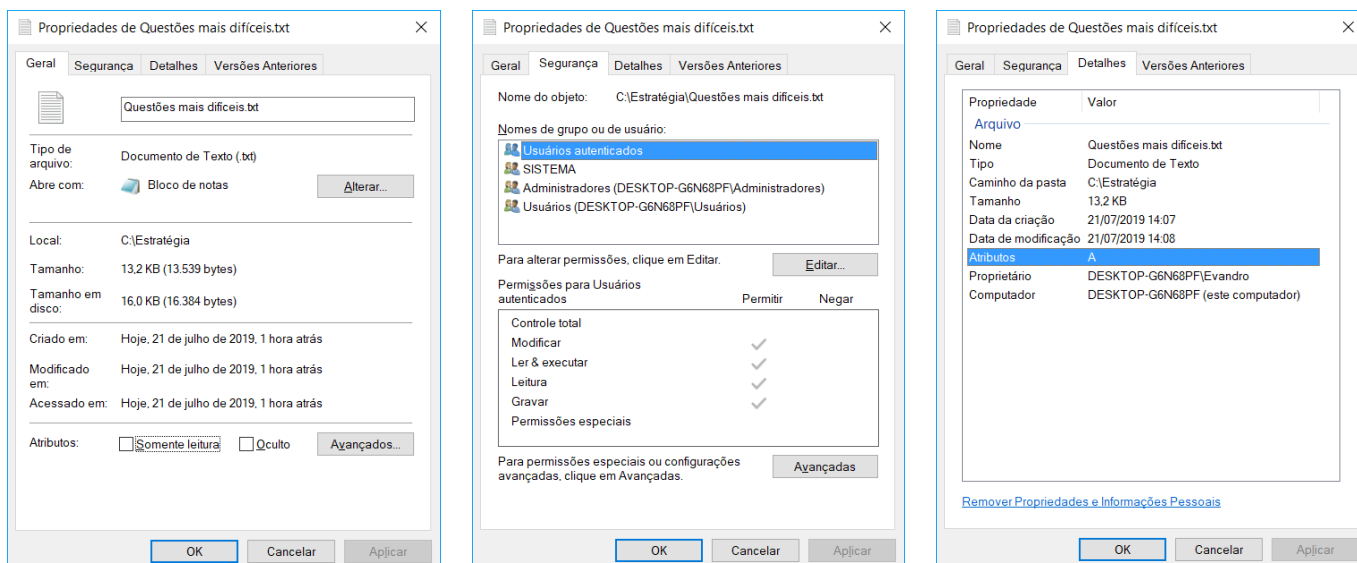 Propriedades de Questões mais difíceis.txt
Geral Segurança Detalhes Versões Anteriores
Questões mais difíceis.txt
Tipo de arquivo: Documento de Texto (.txt)
Abre com: Bloco de notas Alterar...
Local: C:\Estratégia
Tamanho: 13,2 KB (13.539 bytes)
Tamanho em disco: 16,0 KB (16.384 bytes)
Criado em: Hoje, 21 de julho de 2019, 1 hora atrás
Modificado em: Hoje, 21 de julho de 2019, 1 hora atrás
Acessado em: Hoje, 21 de julho de 2019, 1 hora atrás
Atributos: Somente leitura Oculto Avançados...
OK Cancelar Aplicar
Propriedades de Questões mais difíceis.txt
Geral Segurança Detalhes Versões Anteriores
Nome do objeto: C:\Estratégia\Questões mais difíceis.txt
Nomes de grupo ou de usuário:
Usuários autenticados
SISTEMA
Administradores (DESKTOP-G6N68PF\Administradores)
Usuários (DESKTOP-G6N68PF\Usuários)
Para alterar permissões, clique em Editar. Editar...
Permissões para Usuários
autenticados Permitir Negar
Controle total
Modificar
Ler & executar
Leitura
Gravar
Permissões especiais
Para permissões especiais ou configurações
avançadas, clique em Avançadas. Avançadas
OK Cancelar Aplicar
Propriedades de Questões mais difíceis.txt
Geral Segurança Detalhes Versões Anteriores
Propriedade Valor
Arquivo
Nome Questões mais difíceis.txt
Tipo Documento de Texto
Caminho da pasta C:\Estratégia
Tamanho 13,2 KB
Data da criação 21/07/2019 14:07
Data de modificação 21/07/2019 14:08
Atributos A
Proprietário DESKTOP-G6N68PF\Evandro
Computador DESKTOP-G6N68PF (este computador)
Remover Propriedades e Informações Pessoais
OK Cancelar Aplicar